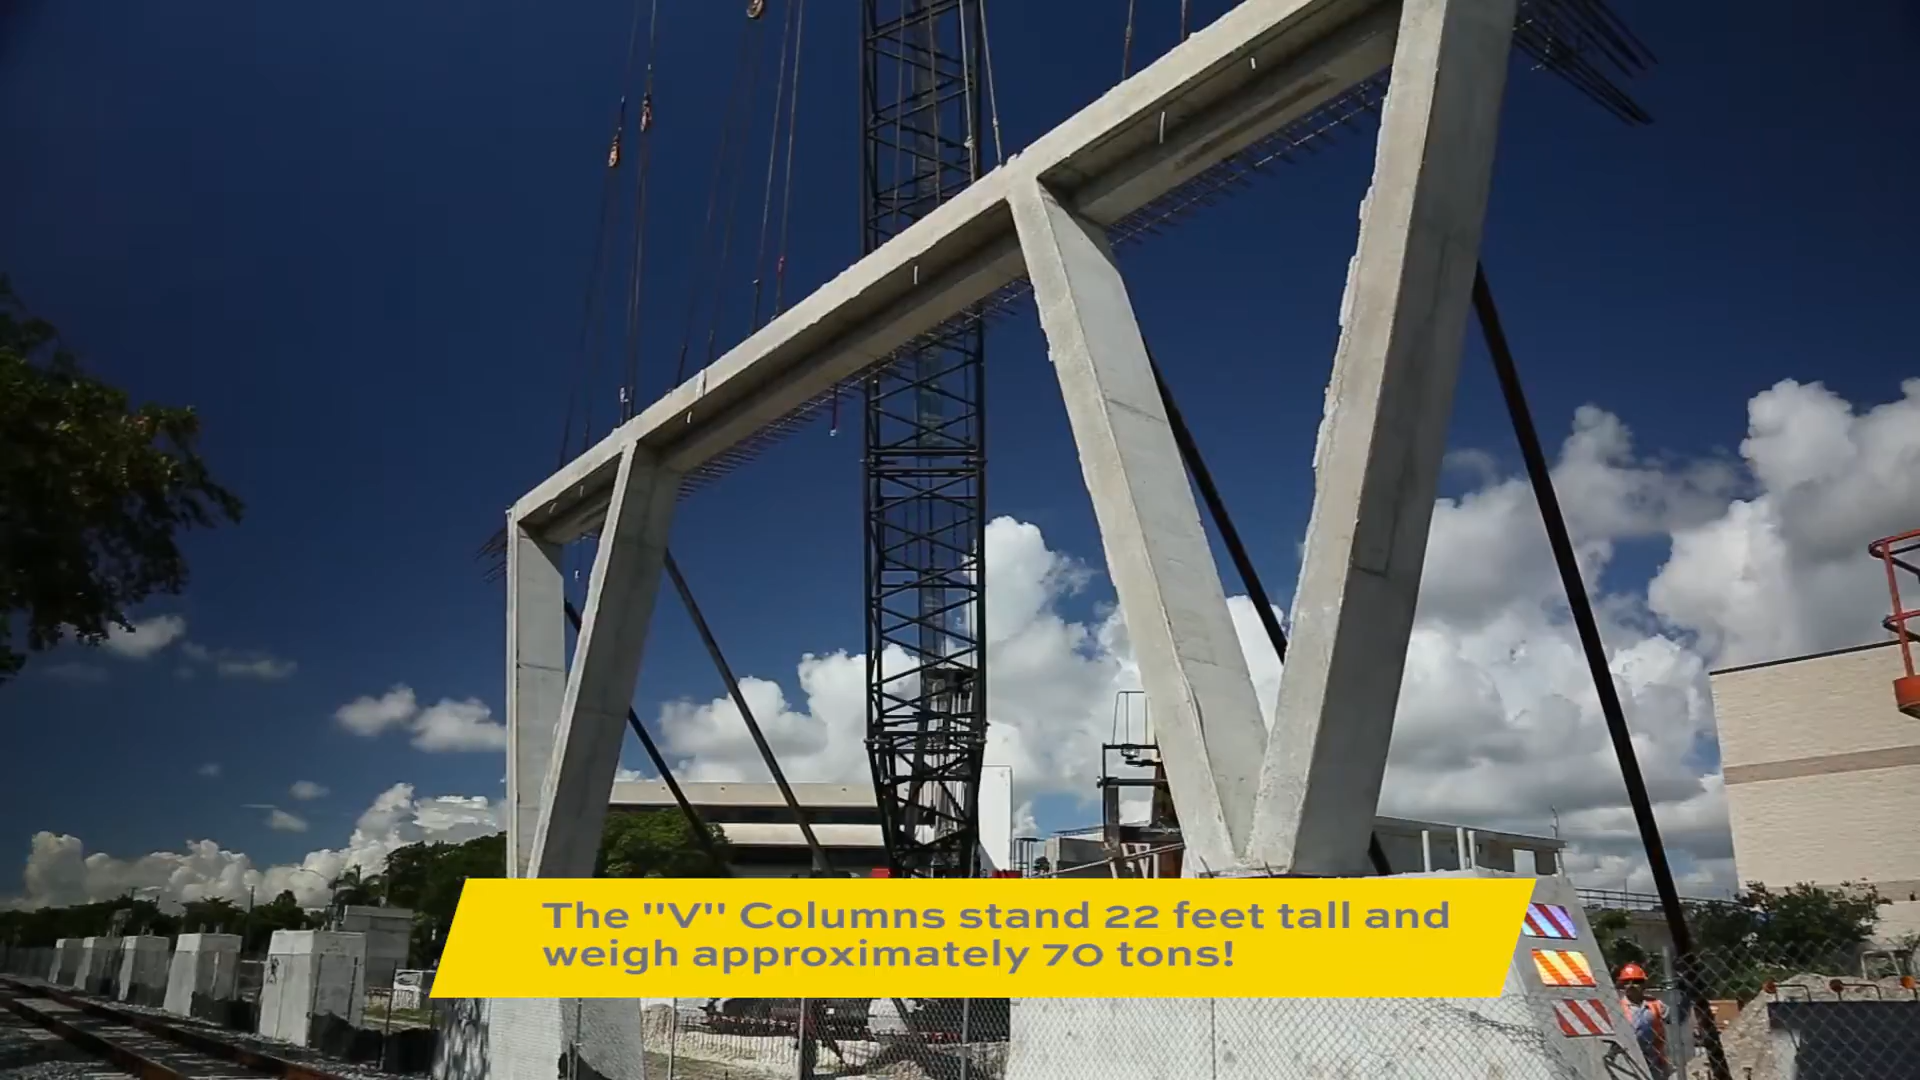 The "V" Columns stand 22 feet tall and
weigh approximately 70 tons!